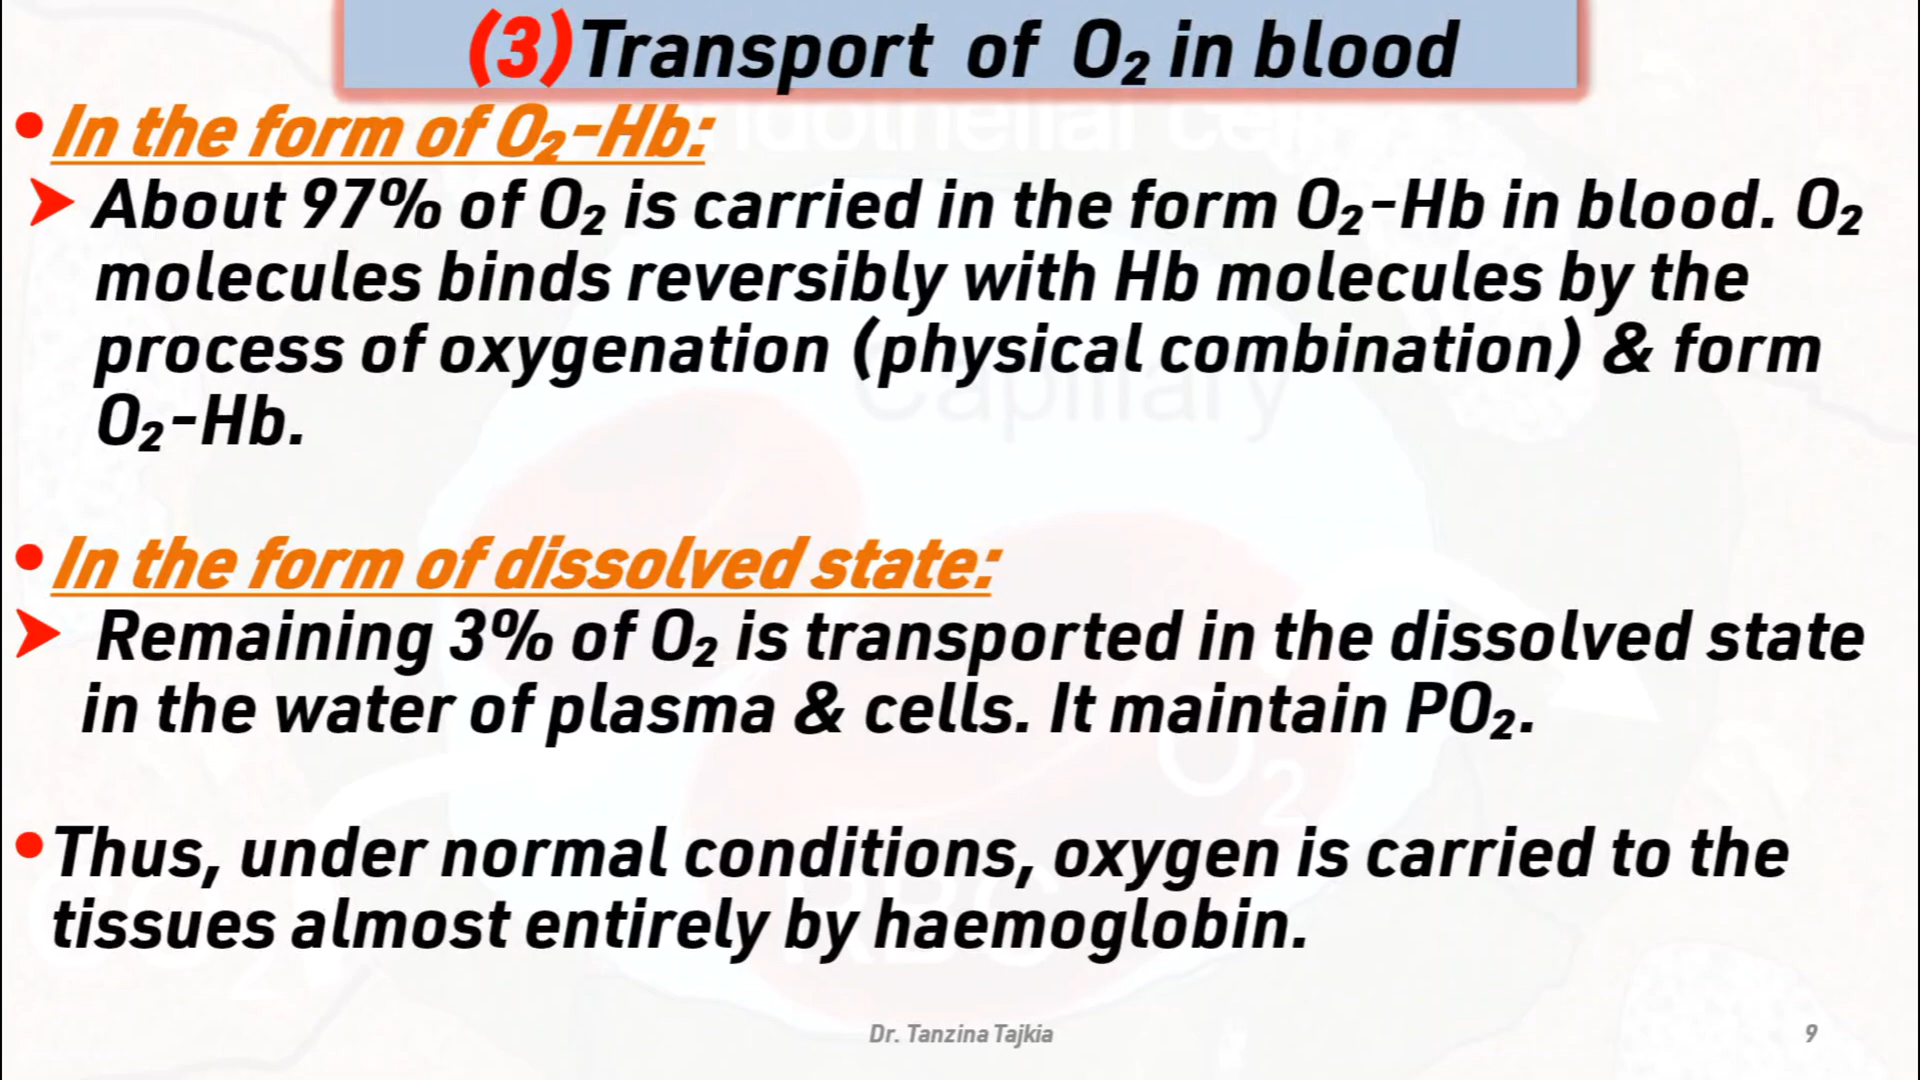 (3)Transport of O₂ in blood
• In the form of O₂-Hb:
➤ About 97% of O₂ is carried in the form O₂-Hb in blood. O₂
molecules binds reversibly with Hb molecules by the
process of oxygenation (physical combination) & form
O₂-Hb.
• In the form of dissolved state:
➤ Remaining 3% of O₂ is transported in the dissolved state
in the water of plasma & cells. It maintain PO₂.
• Thus, under normal conditions, oxygen is carried to the
tissues almost entirely by haemoglobin.
Capillary
O₂
RBC
Dr. Tanzina Tajkia
9